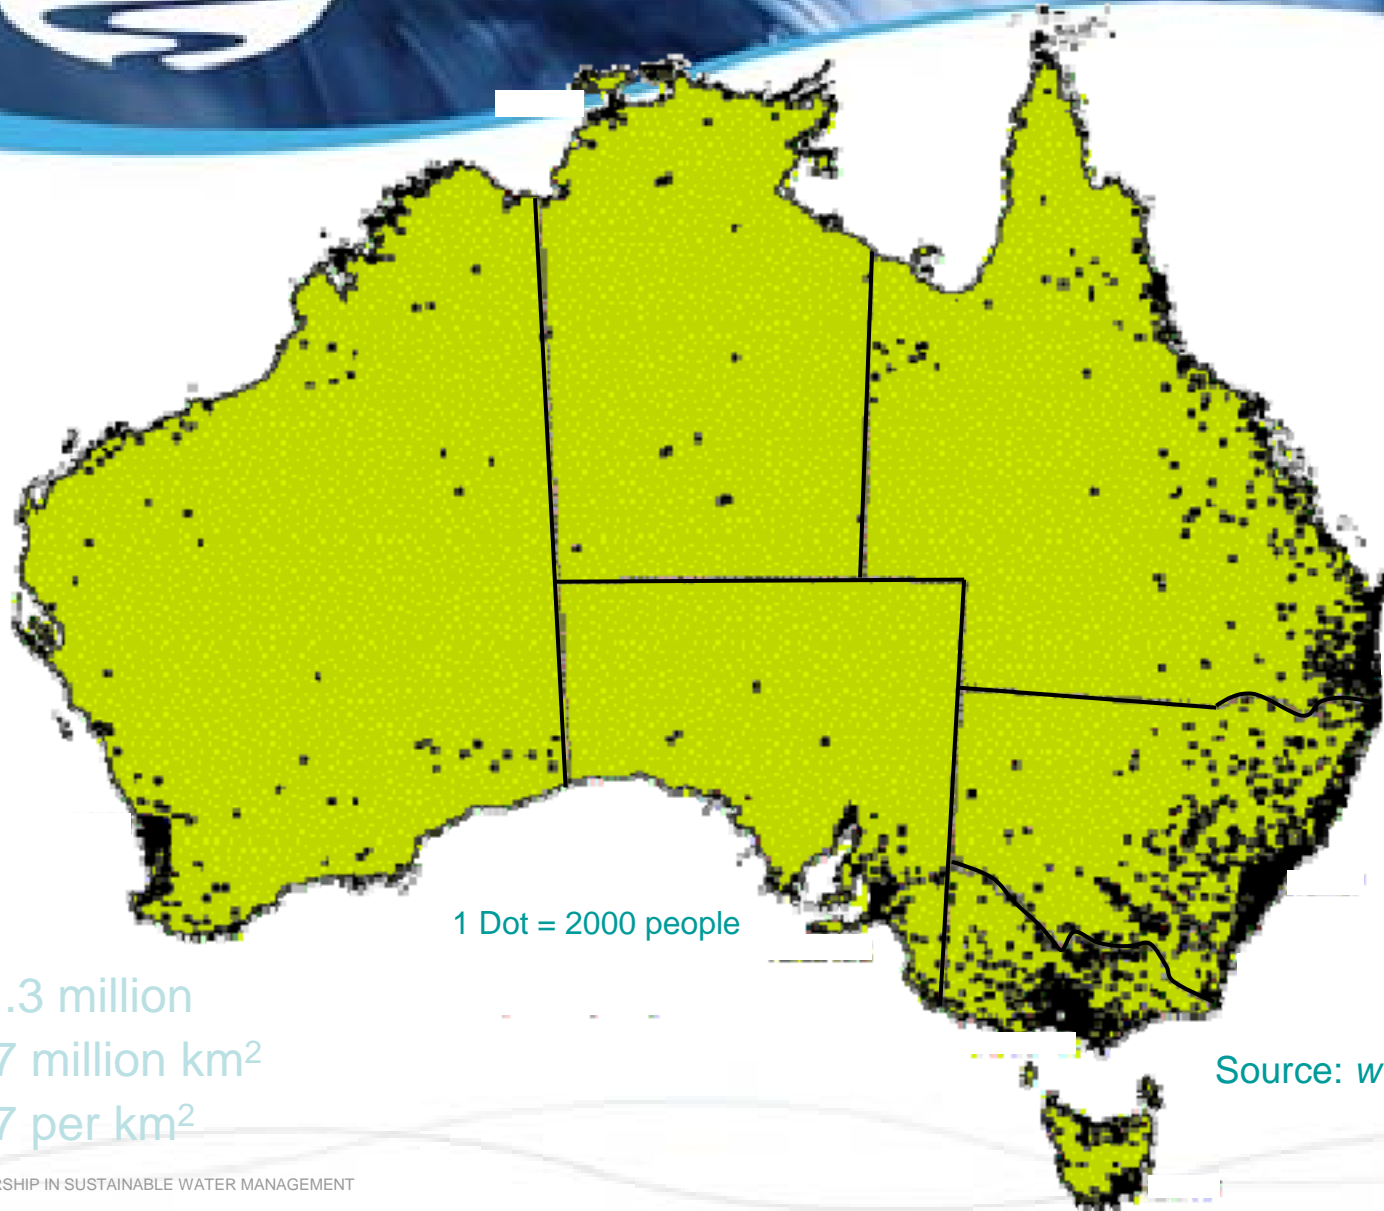 1 Dot = 2000 people
.3 million
7 million km²
7 per km²
Source: w
RSHIP IN SUSTAINABLE WATER MANAGEMENT